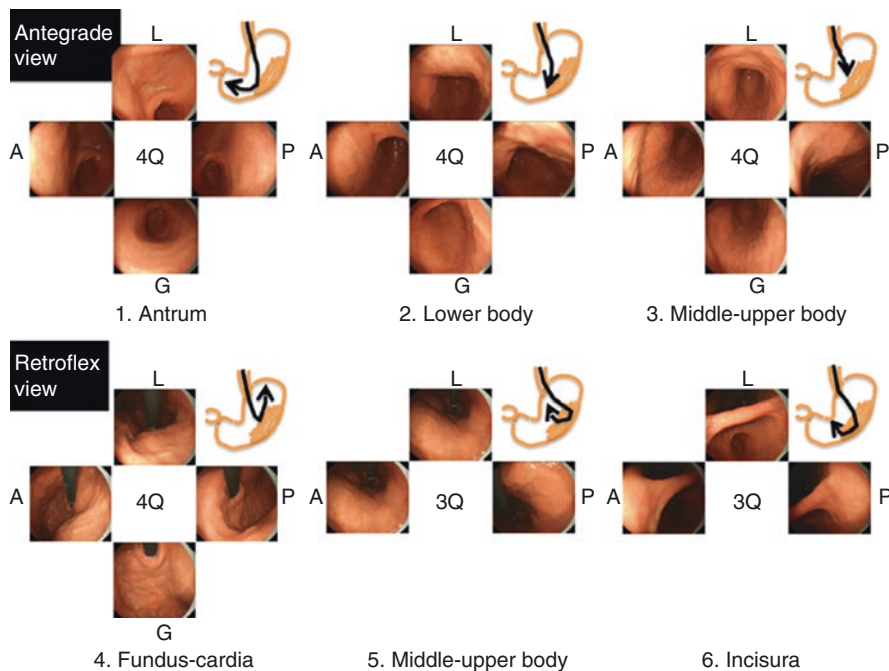 Antegrade
view
L
A
4Q
P
G
1. Antrum
L
A
4Q
P
G
2. Lower body
L
A
4Q
P
G
3. Middle-upper body
Retroflex
view
L
A
4Q
P
G
4. Fundus-cardia
L
A
3Q
P
5. Middle-upper body
L
A
3Q
P
6. Incisura